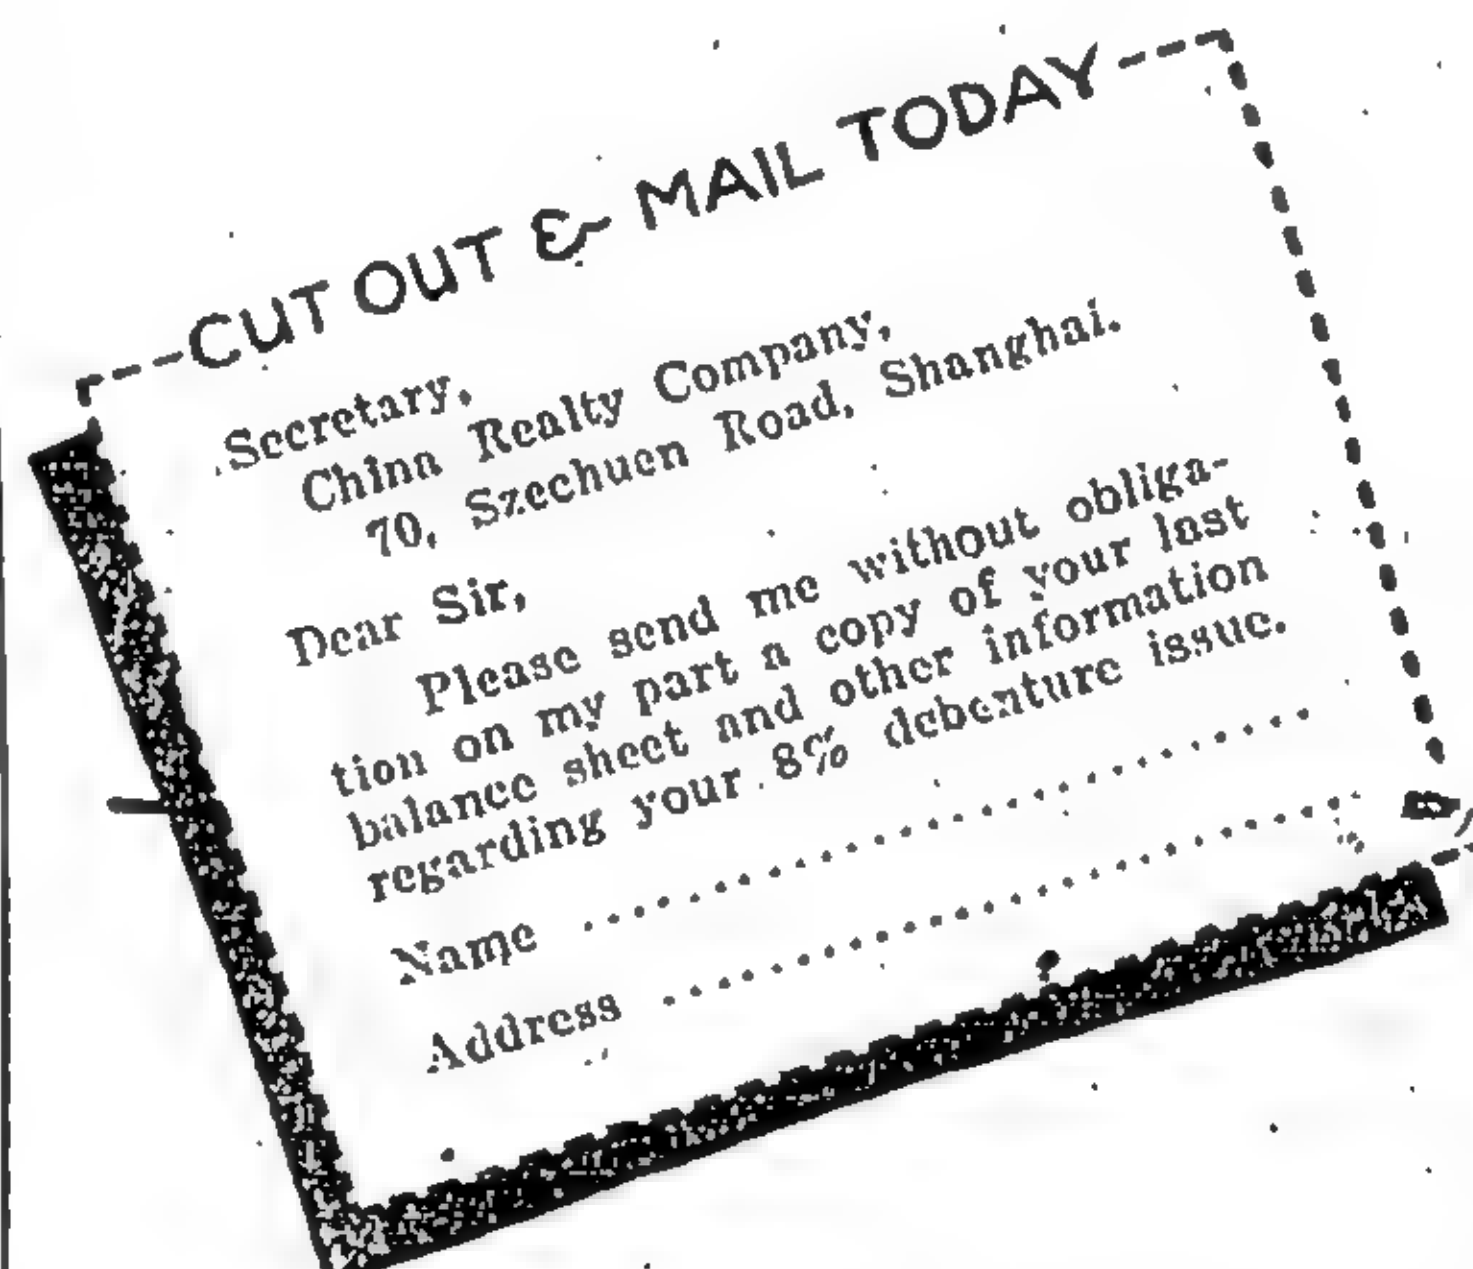 CUT OUT & MAIL TODAY
Secretary,
China Realty Company,
70, Szechuen Road, Shanghai.
Dear Sir,
Please send me without obliga-
tion on my part a copy of your last
balance sheet and other information
regarding your 8% debenture issue.
Name ..............................
Address ...........................